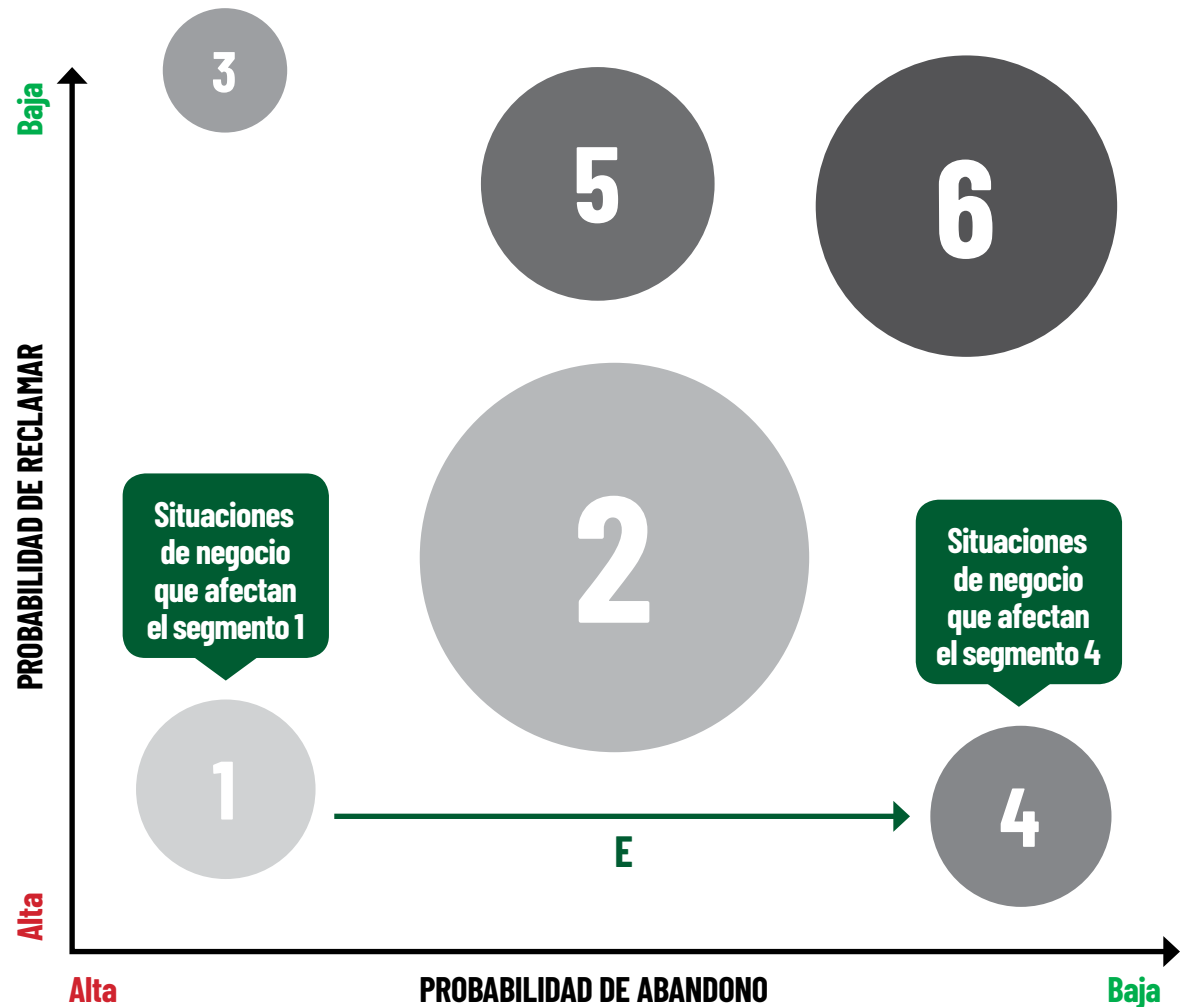 3
Baja
5
6
PROBABILIDAD DE RECLAMAR
2
Situaciones
de negocio
que afectan
el segmento 1
Situaciones
de negocio
que afectan
el segmento 4
1
4
E
Alta
Alta
PROBABILIDAD DE ABANDONO
Baja